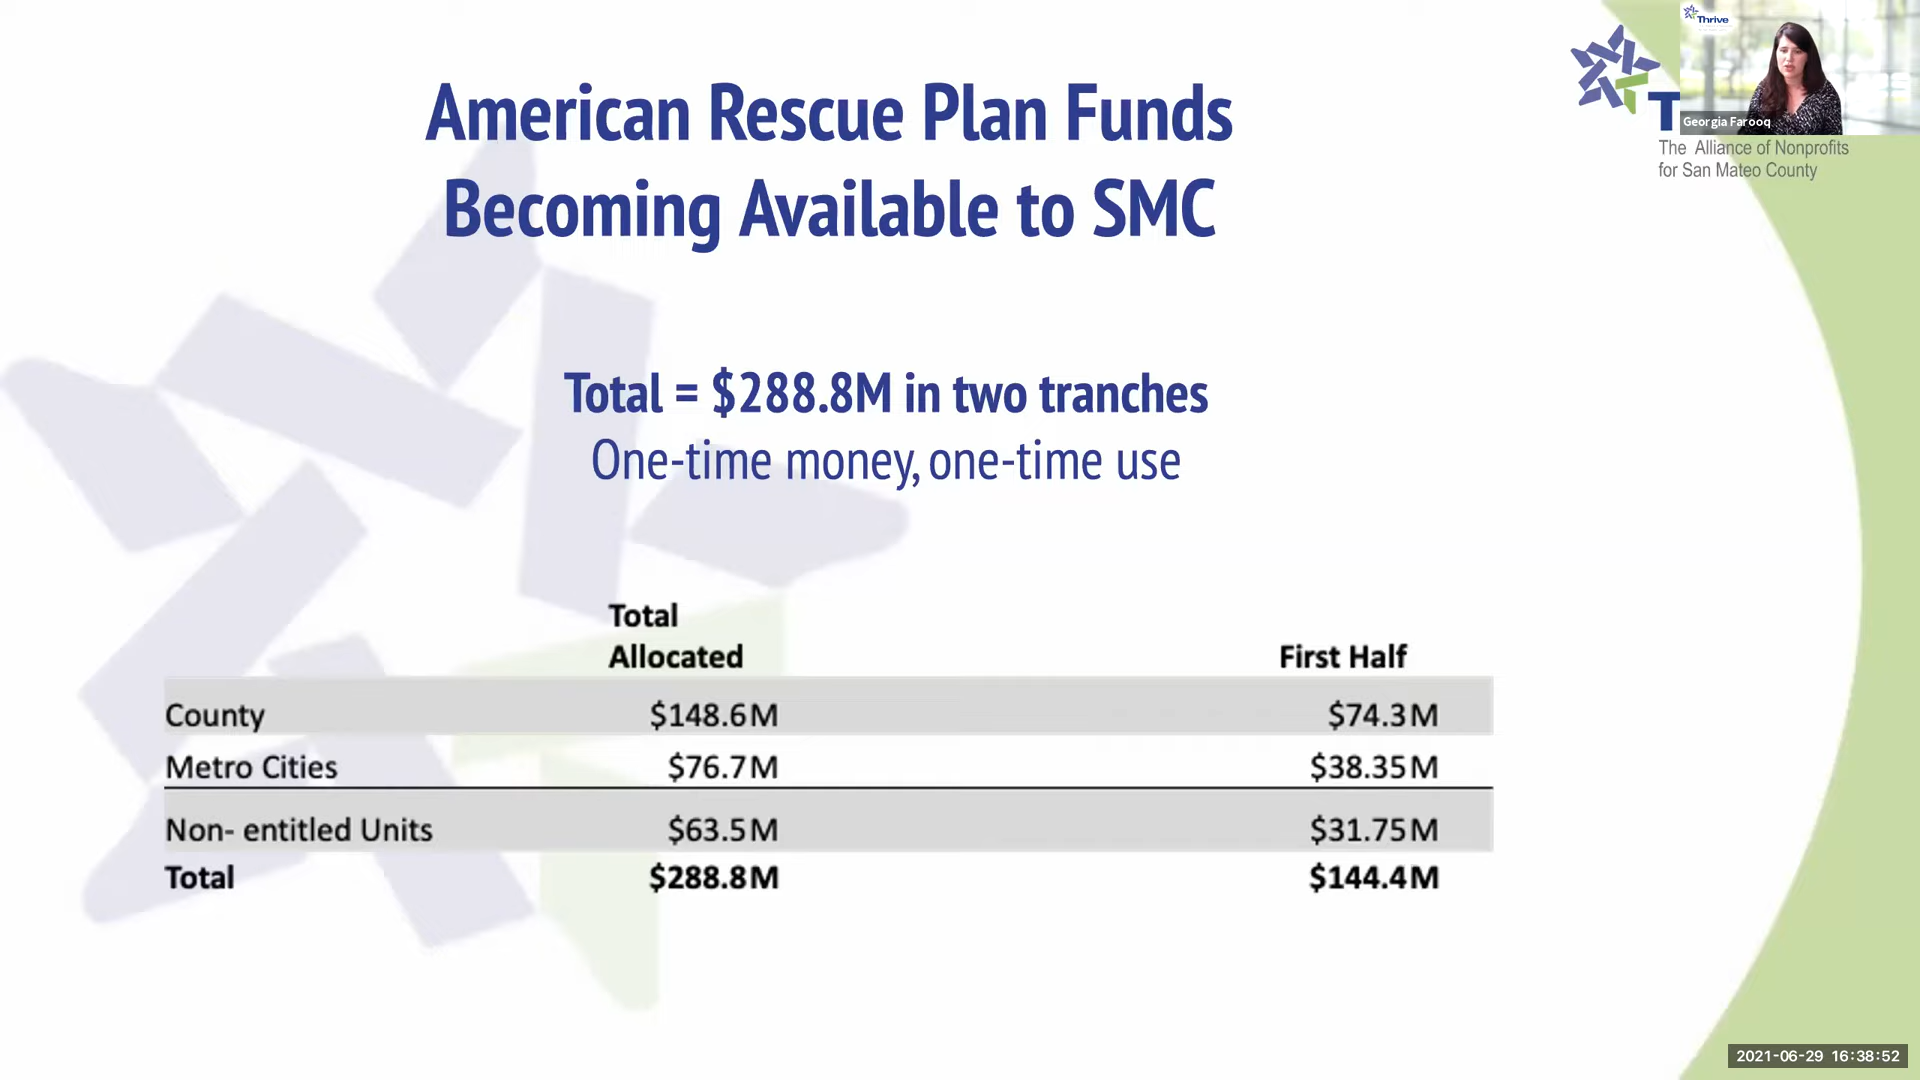 American Rescue Plan Funds
Becoming Available to SMC
Thrive
T
Georgia Farooq
The Alliance of Nonprofits
for San Mateo County
Total = $288.8M in two tranches
One-time money, one-time use
Total
Allocated First Half
County $148.6M $74.3M
Metro Cities $76.7M $38.35M
Non- entitled Units $63.5M $31.75M
Total $288.8M $144.4M
2021-06-29 16:38:52